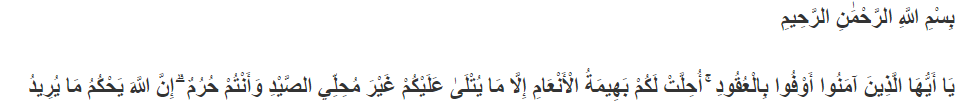 بِسْمِ اللَّهِ الرَّحْمَٰنِ الرَّحِيمِ
يَا أَيُّهَا الَّذِينَ آمَنُوا أَوْفُوا بِالْعُقُودِ ۚ أُحِلَّتْ لَكُمْ بَهِيمَةُ الْأَنْعَامِ إِلَّا مَا يُتْلَىٰ عَلَيْكُمْ غَيْرَ مُحِلِّي الصَّيْدِ وَأَنْتُمْ حُرُمٌ ۗ إِنَّ اللَّهَ يَحْكُمُ مَا يُرِيدُ